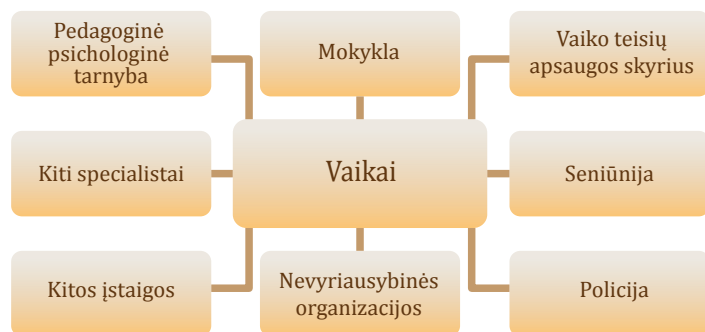 Pedagoginė
psichologinė
tarnyba
Mokykla
Vaiko teisių
apsaugos skyrius
Kiti specialistai
Vaikai
Seniūnija
Kitos įstaigos
Nevyriausybinės
organizacijos
Policija